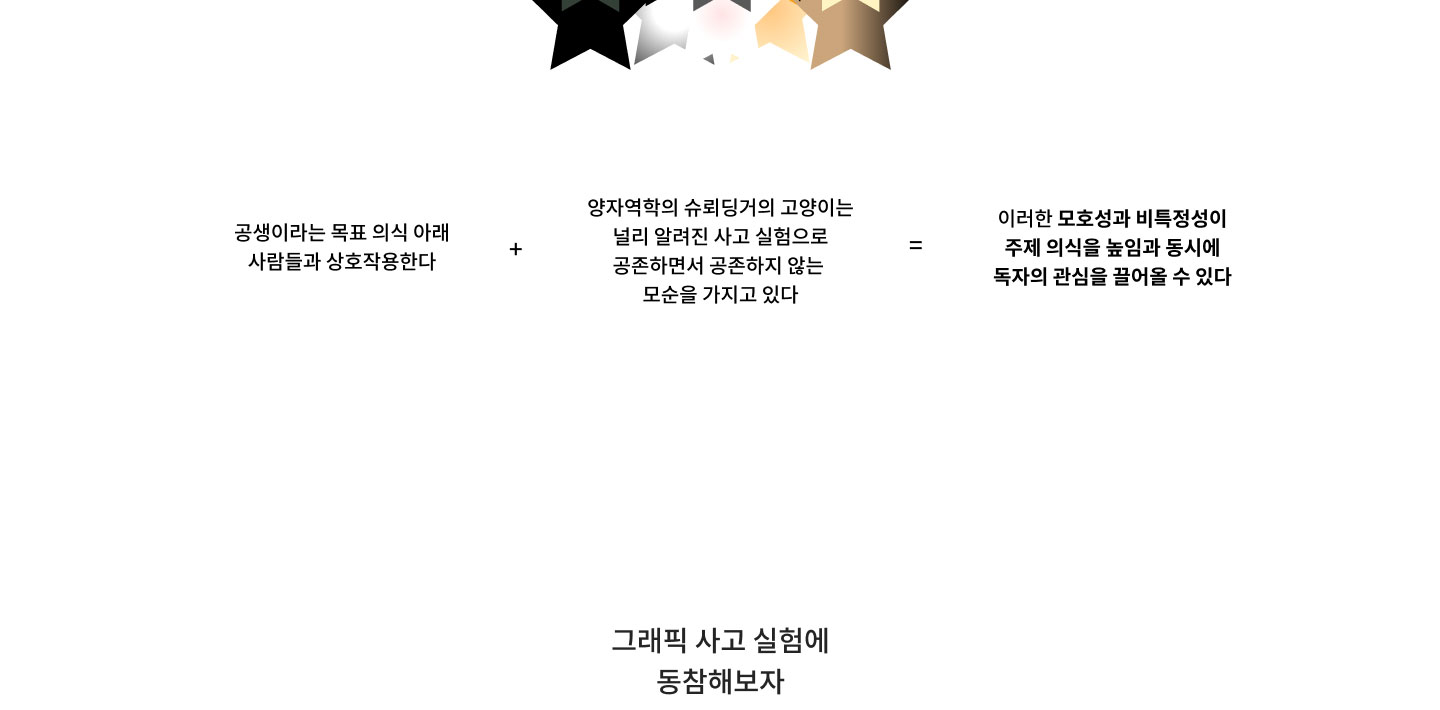 공생이라는 목표 의식 아래
사람들과 상호작용한다
+
양자역학의 슈뢰딩거의 고양이는
널리 알려진 사고 실험으로
공존하면서 공존하지 않는
모순을 가지고 있다
=
이러한 모호성과 비특정성이
주제 의식을 높임과 동시에
독자의 관심을 끌어올 수 있다
그래픽 사고 실험에
동참해보자